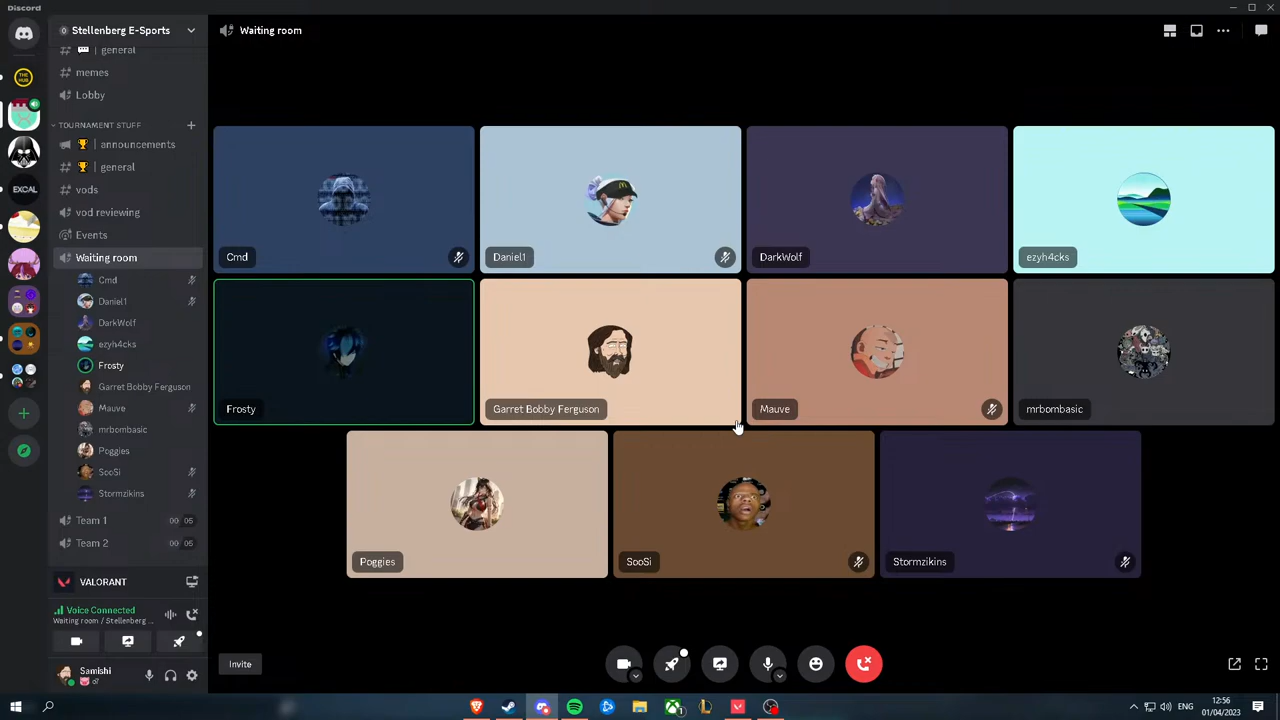 Discord
Stellenberg E-Sports
Waiting room
general
memes
Lobby
TOURNAMENT STUFF
announcements
general
vods
vod reviewing
Events
Waiting room
Cmd
Daniel1
DarkWolf
ezyh4cks
Frosty
Garret Bobby Ferguson
Mauve
mrbombasic
Poggies
SooSi
Stormzikins
Team 1 00 05
Team 2 00 05
VALORANT
Voice Connected
Waiting room / Stellenberg ...
Samishi
THE HUB
EXCAL
Cmd
Daniel1
DarkWolf
ezyh4cks
Frosty
Garret Bobby Ferguson
Mauve
mrbombasic
Poggies
SooSi
Stormzikins
Invite
ENG
12:56
01/04/2023